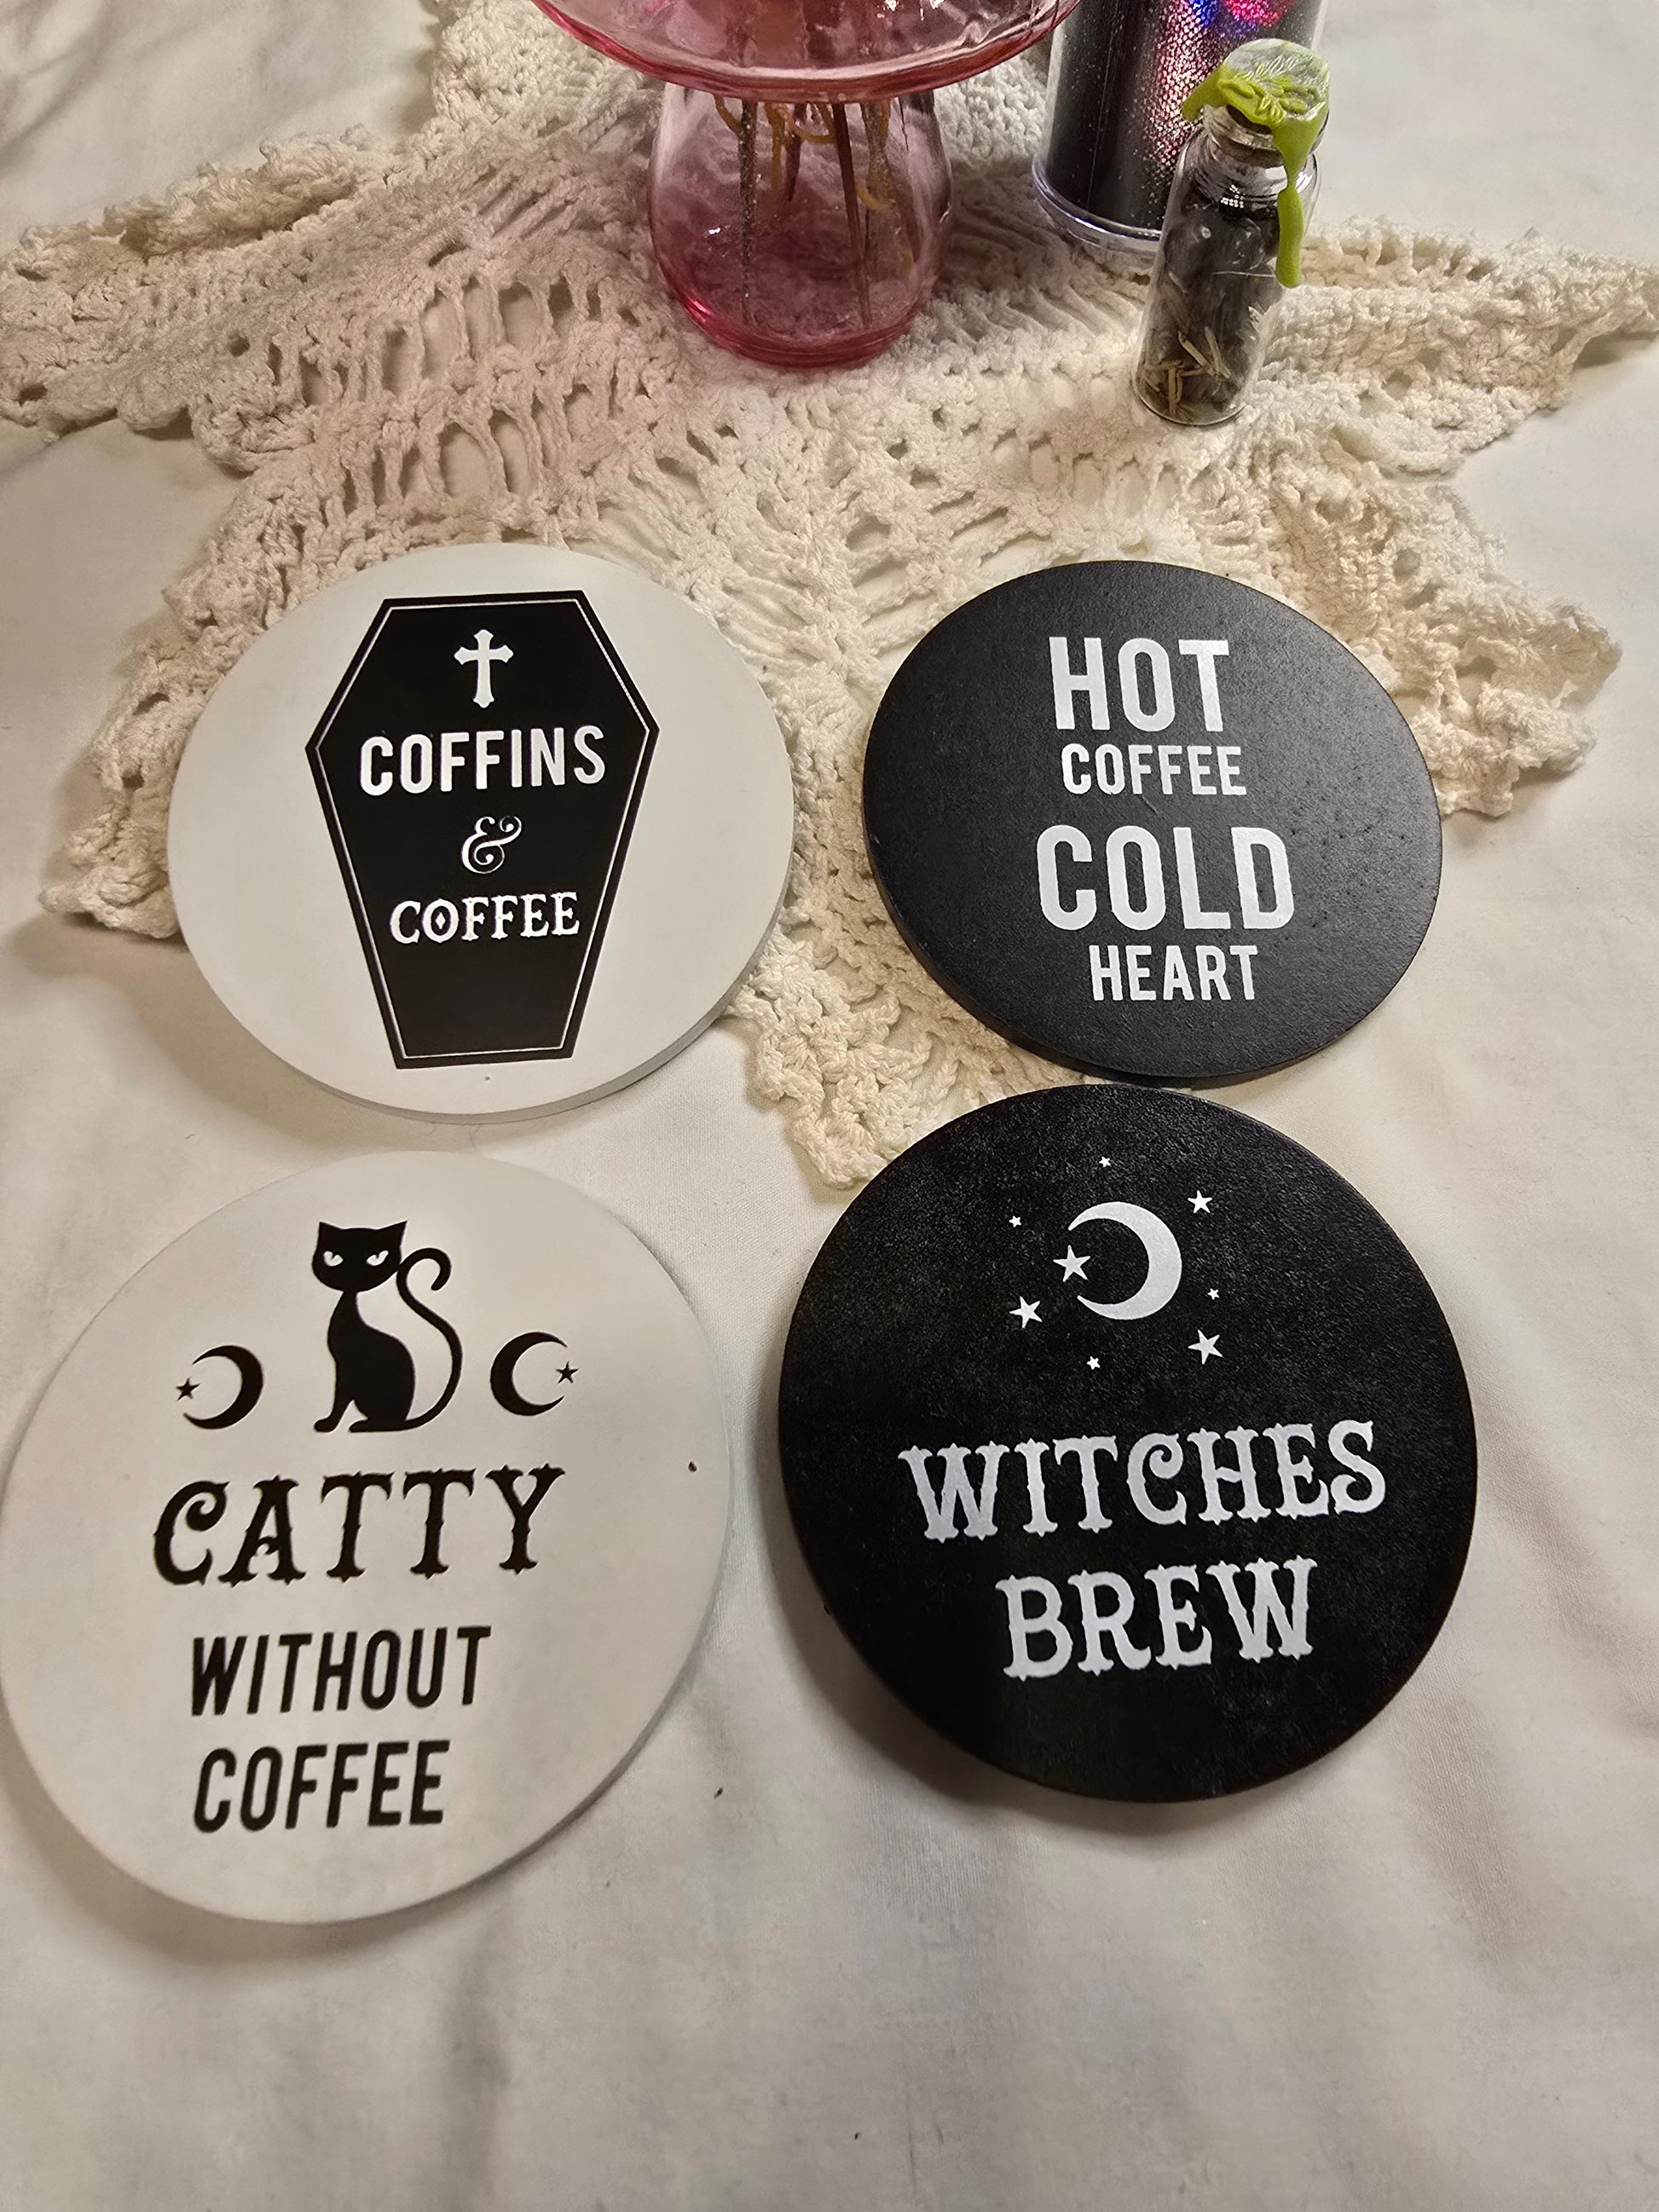 COFFINS
&
COFFEE
HOT
COFFEE
COLD
HEART
CATTY
WITHOUT
COFFEE
WITCHES
BREW